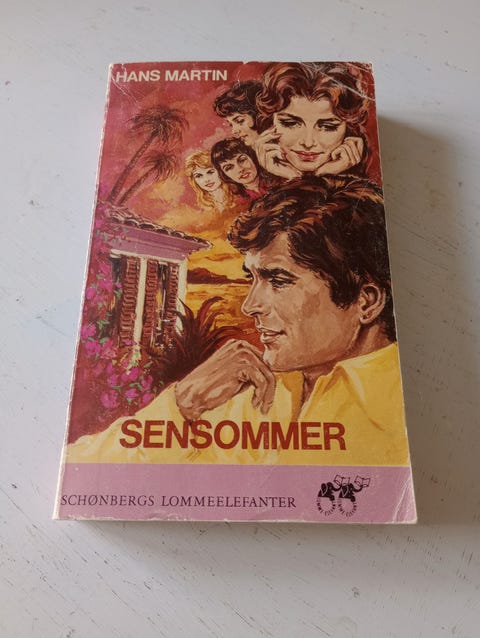 HANS MARTIN
SENSOMMER
SCHØNBERGS LOMMEELEFANTER